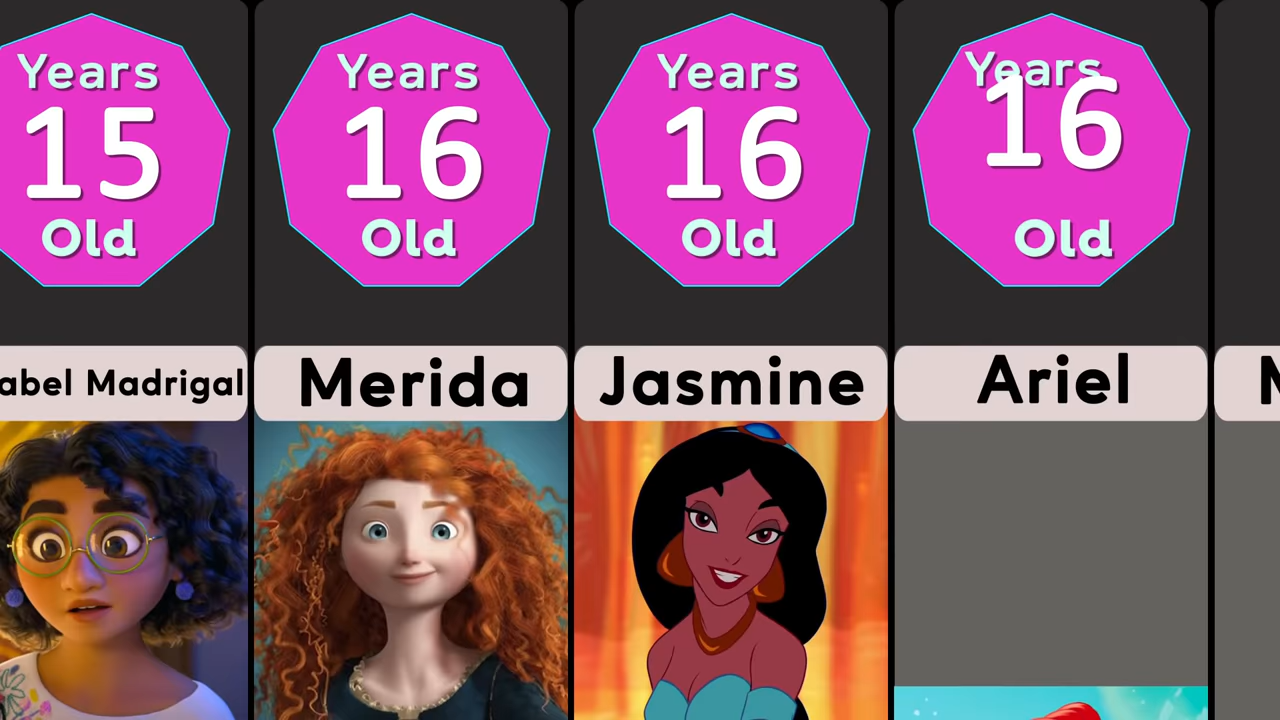 Years
15
Old
abel Madrigal
Years
16
Old
Merida
Years
16
Old
Jasmine
Years
16
Old
Ariel
M